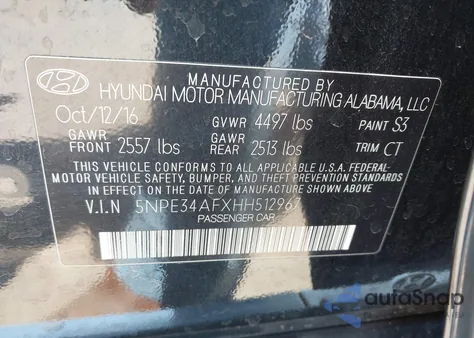 MANUFACTURED BY
HYUNDAI MOTOR MANUFACTURING ALABAMA, LLC
Oct/12/16 GVWR 4497 lbs PAINT S3
GAWR FRONT 2557 lbs GAWR REAR 2513 lbs TRIM CT
THIS VEHICLE CONFORMS TO ALL APPLICABLE U.S.A. FEDERAL
MOTOR VEHICLE SAFETY, BUMPER, AND THEFT PREVENTION
STANDARDS IN EFFECT ON THE DATE OF MANUFACTURE SHOWN ABOVE.
V.I.N 5NPE34AFXHH512967
PASSENGER CAR
autoSnap